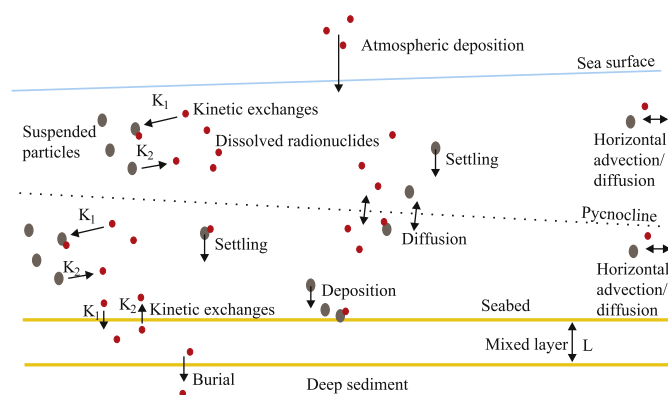 Atmospheric deposition
Sea surface
K1
Kinetic exchanges
Suspended
particles
Dissolved radionuclides
K2
Settling
Horizontal
advection/
diffusion
Pycnocline
K1
Settling
Diffusion
K2
Horizontal
advection/
diffusion
Deposition
K1
K2
Kinetic exchanges
Seabed
Mixed layer
L
Burial
Deep sediment